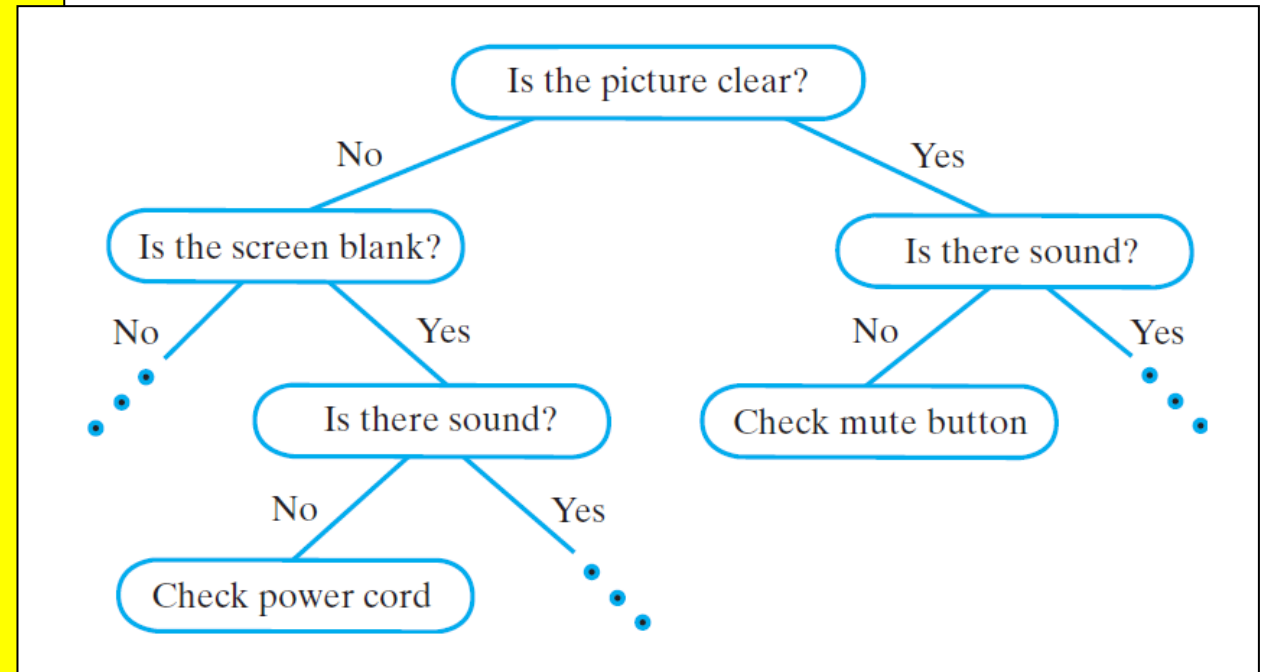 Is the picture clear?
No
Yes
Is the screen blank?
Is there sound?
No
Yes
No
Yes
Is there sound?
Check mute button
No
Yes
Check power cord